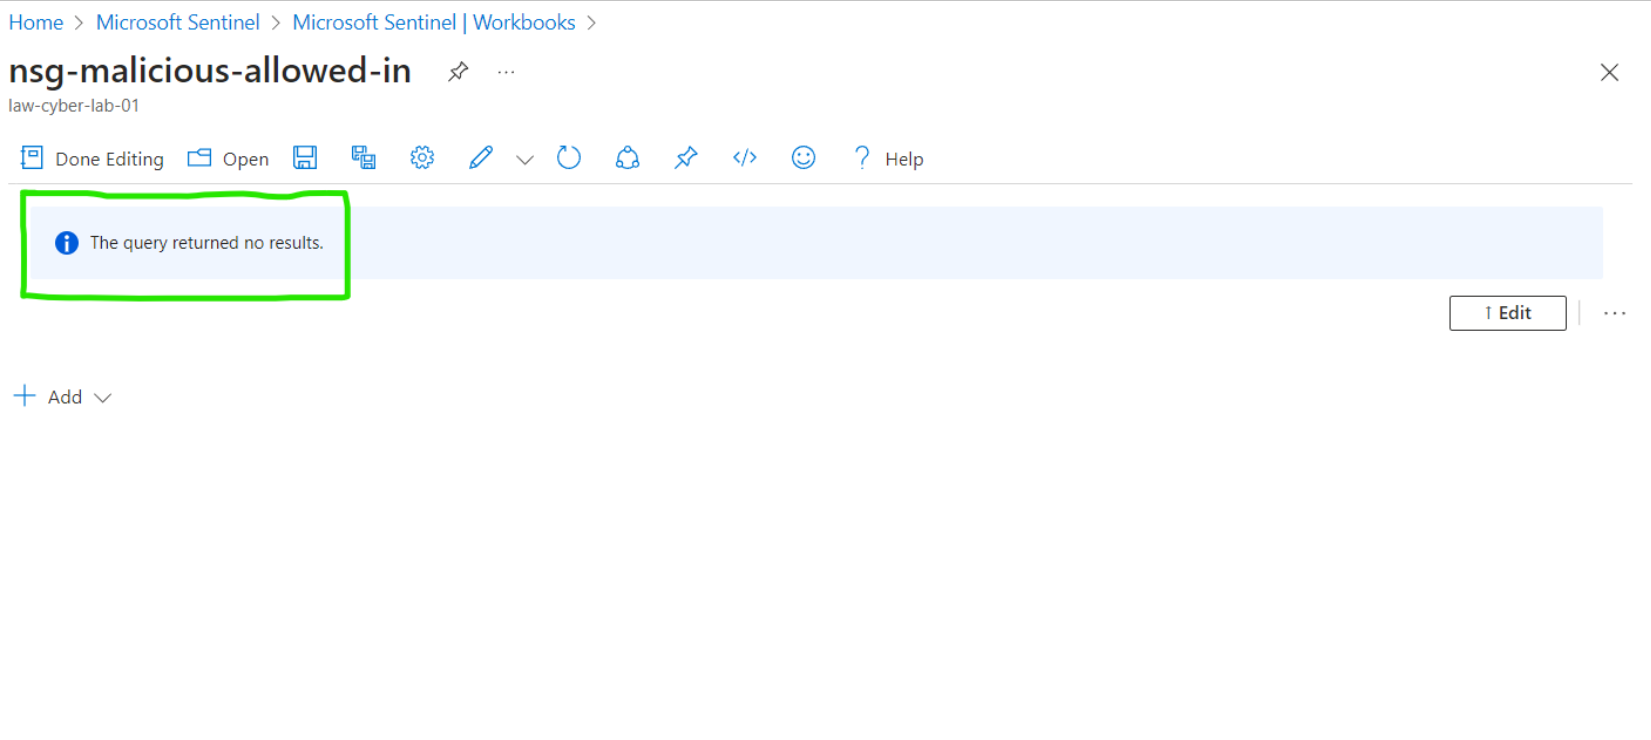 Home > Microsoft Sentinel > Microsoft Sentinel | Workbooks >
nsg-malicious-allowed-in ...
law-cyber-lab-01
Done Editing Open </> ? Help
The query returned no results.
↑ Edit ...
+ Add